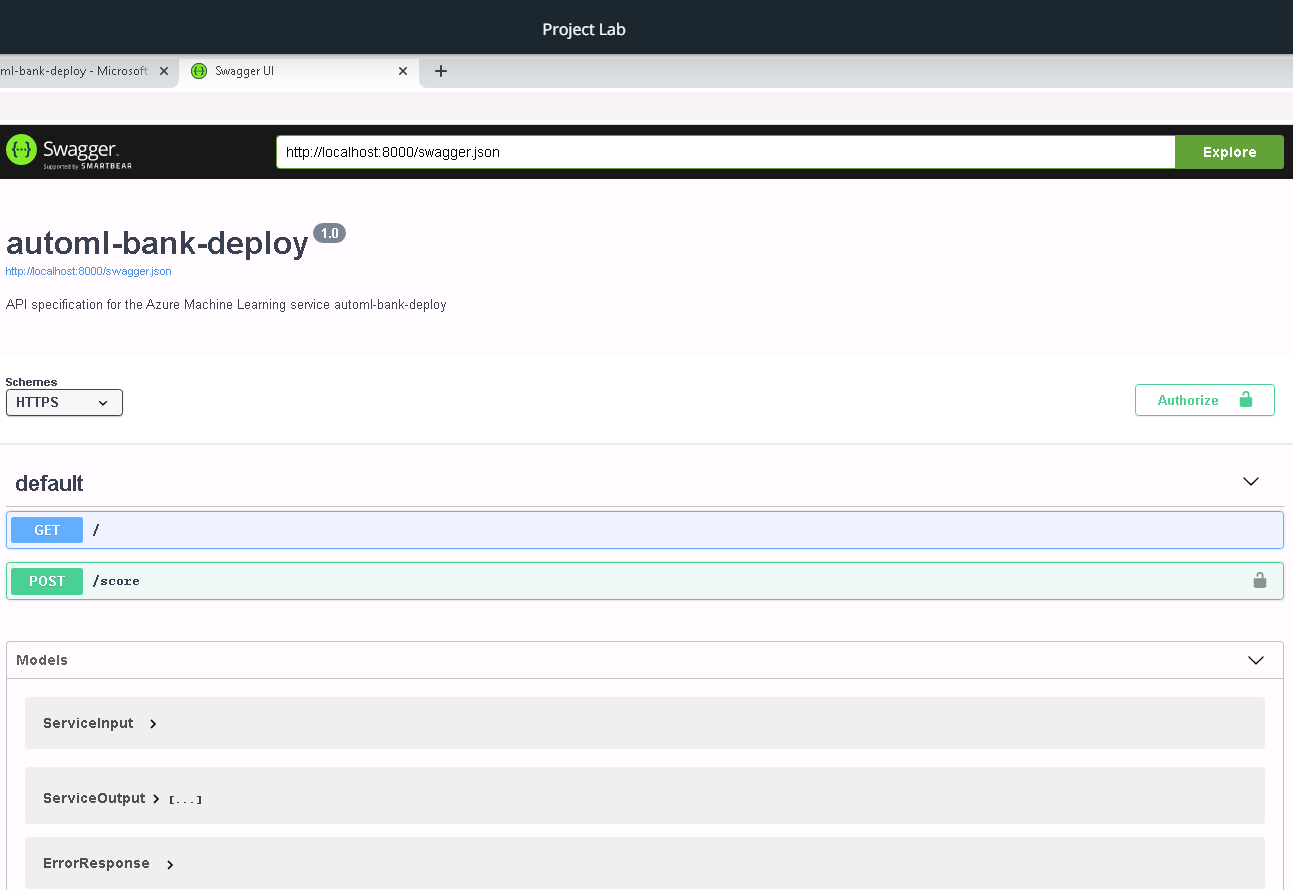 Project Lab
ml-bank-deploy - Microsoft
Swagger UI
Swagger
Supported by SMARTBEAR
http://localhost:8000/swagger.json
Explore
automl-bank-deploy 1.0
http://localhost:8000/swagger.json
API specification for the Azure Machine Learning service automl-bank-deploy
Schemes
HTTPS
Authorize
default
GET /
POST /score
Models
ServiceInput
ServiceOutput [...]
ErrorResponse